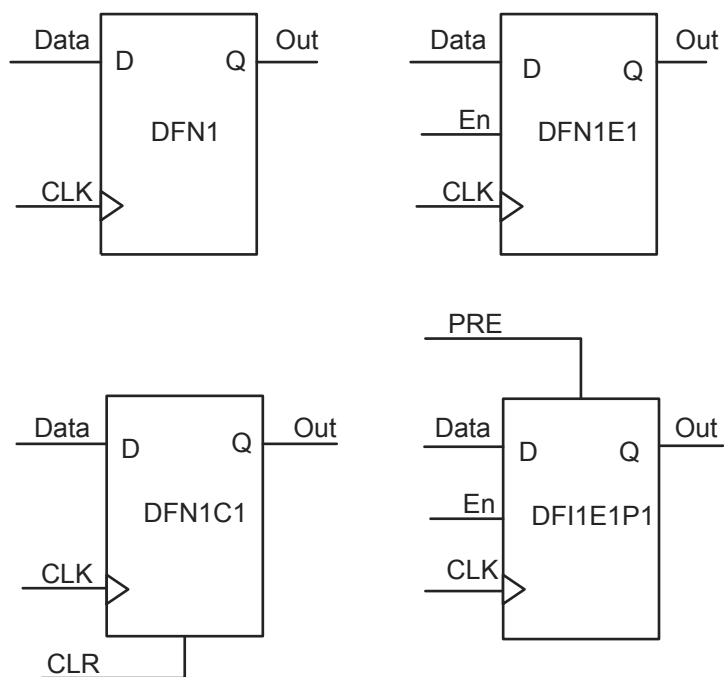 Data
D
Q
Out
DFN1
CLK
Data
D
Q
Out
En
DFN1E1
CLK
Data
D
Q
Out
DFN1C1
CLK
CLR
PRE
Data
D
Q
Out
En
DFI1E1P1
CLK